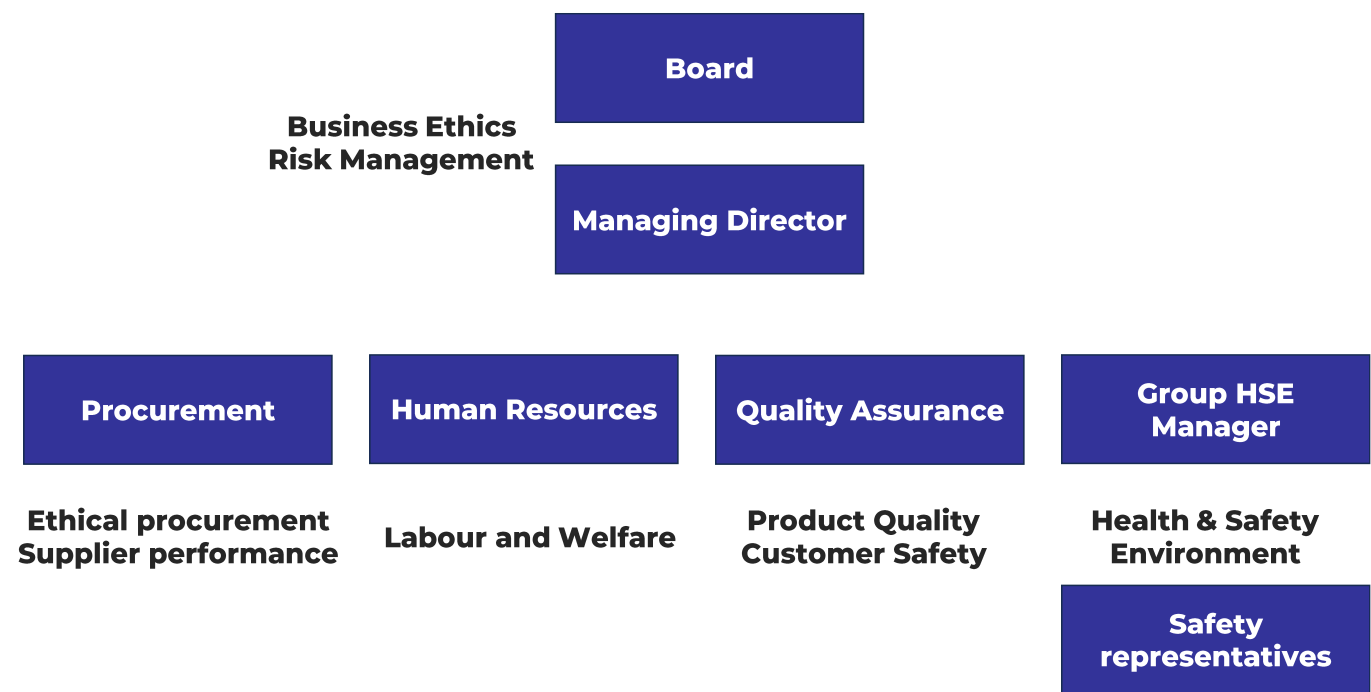 Board
Business Ethics
Risk Management
Managing Director
Procurement
Human Resources
Quality Assurance
Group HSE
Manager
Ethical procurement
Supplier performance
Labour and Welfare
Product Quality
Customer Safety
Health & Safety
Environment
Safety
representatives